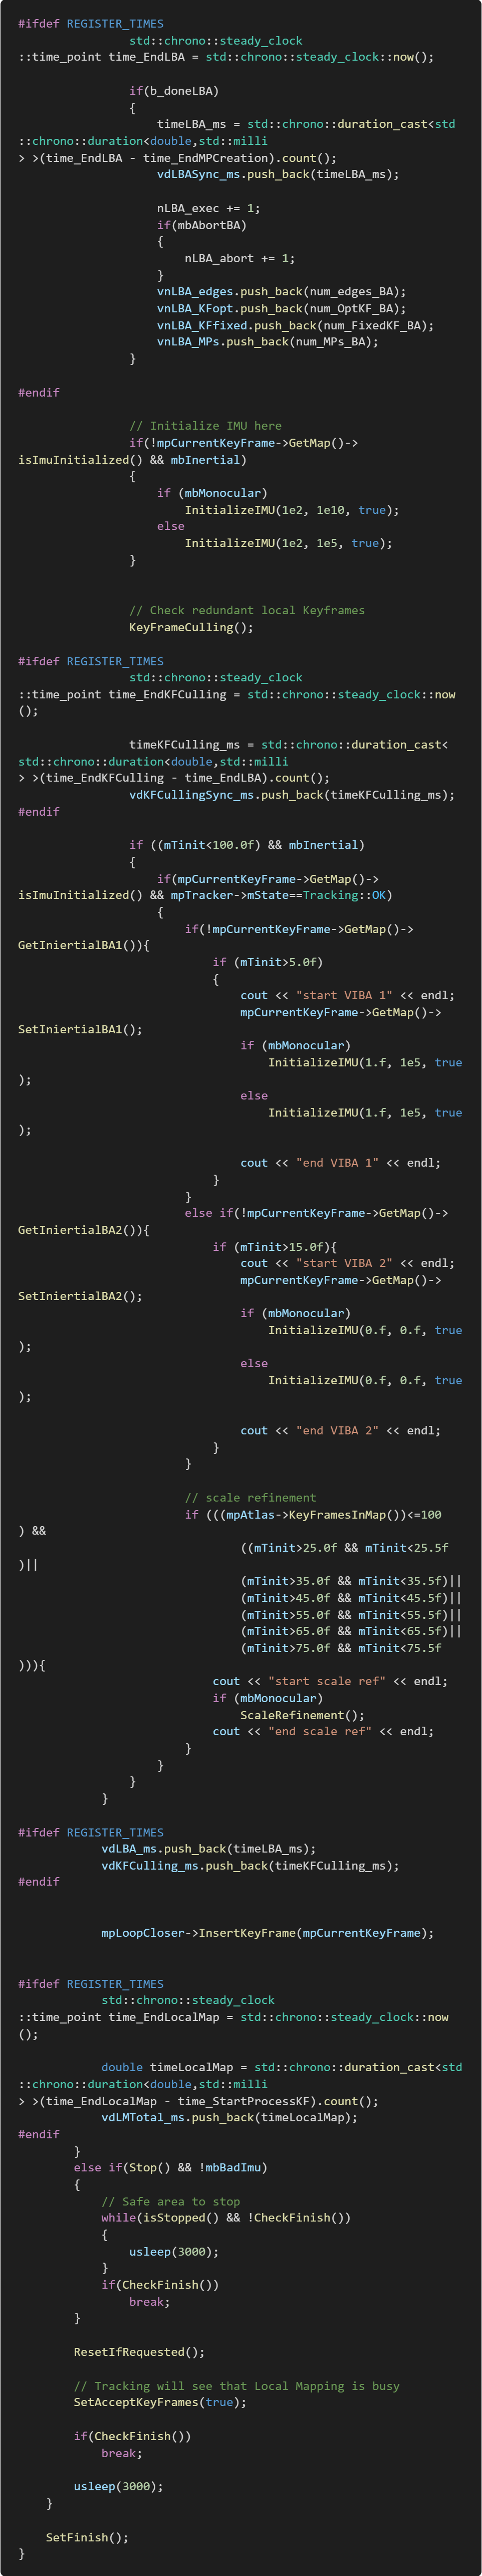 #ifdef REGISTER_TIMES
                std::chrono::steady_clock
::time_point time_EndLBA = std::chrono::steady_clock::now();

                if(b_doneLBA)
                {
                    timeLBA_ms = std::chrono::duration_cast<std
::chrono::duration<double,std::milli
> >(time_EndLBA - time_EndMPCreation).count();
                    vdLBASync_ms.push_back(timeLBA_ms);

                    nLBA_exec += 1;
                    if(mbAbortBA)
                    {
                        nLBA_abort += 1;
                    }
                    vnLBA_edges.push_back(num_edges_BA);
                    vnLBA_KFopt.push_back(num_OptKF_BA);
                    vnLBA_KFfixed.push_back(num_FixedKF_BA);
                    vnLBA_MPs.push_back(num_MPs_BA);
                }

#endif

                // Initialize IMU here
                if(!mpCurrentKeyFrame->GetMap()->
isImuInitialized() && mbInertial)
                {
                    if (mbMonocular)
                        InitializeIMU(1e2, 1e10, true);
                    else
                        InitializeIMU(1e2, 1e5, true);
                }


                // Check redundant local Keyframes
                KeyFrameCulling();

#ifdef REGISTER_TIMES
                std::chrono::steady_clock
::time_point time_EndKFCulling = std::chrono::steady_clock::now
();

                timeKFCulling_ms = std::chrono::duration_cast<
std::chrono::duration<double,std::milli
> >(time_EndKFCulling - time_EndLBA).count();
                vdKFCullingSync_ms.push_back(timeKFCulling_ms);
#endif

                if ((mTinit<100.0f) && mbInertial)
                {
                    if(mpCurrentKeyFrame->GetMap()->
isImuInitialized() && mpTracker->mState==Tracking::OK)
                    {
                        if(!mpCurrentKeyFrame->GetMap()->
GetIniertialBA1()){
                            if (mTinit>5.0f)
                            {
                                cout << "start VIBA 1" << endl;
                                mpCurrentKeyFrame->GetMap()->
SetIniertialBA1();
                                if (mbMonocular)
                                    InitializeIMU(1.f, 1e5, true
);
                                else
                                    InitializeIMU(1.f, 1e5, true
);

                                cout << "end VIBA 1" << endl;
                            }
                        }
                        else if(!mpCurrentKeyFrame->GetMap()->
GetIniertialBA2()){
                            if (mTinit>15.0f){
                                cout << "start VIBA 2" << endl;
                                mpCurrentKeyFrame->GetMap()->
SetIniertialBA2();
                                if (mbMonocular)
                                    InitializeIMU(0.f, 0.f, true
);
                                else
                                    InitializeIMU(0.f, 0.f, true
);

                                cout << "end VIBA 2" << endl;
                            }
                        }

                        // scale refinement
                        if (((mpAtlas->KeyFramesInMap())<=100
) &&
                                ((mTinit>25.0f && mTinit<25.5f
)||
                                (mTinit>35.0f && mTinit<35.5f)||
                                (mTinit>45.0f && mTinit<45.5f)||
                                (mTinit>55.0f && mTinit<55.5f)||
                                (mTinit>65.0f && mTinit<65.5f)||
                                (mTinit>75.0f && mTinit<75.5f
))){
                            cout << "start scale ref" << endl;
                            if (mbMonocular)
                                ScaleRefinement();
                            cout << "end scale ref" << endl;
                        }
                    }
                }
            }

#ifdef REGISTER_TIMES
            vdLBA_ms.push_back(timeLBA_ms);
            vdKFCulling_ms.push_back(timeKFCulling_ms);
#endif


            mpLoopCloser->InsertKeyFrame(mpCurrentKeyFrame);


#ifdef REGISTER_TIMES
            std::chrono::steady_clock
::time_point time_EndLocalMap = std::chrono::steady_clock::now
();

            double timeLocalMap = std::chrono::duration_cast<std
::chrono::duration<double,std::milli
> >(time_EndLocalMap - time_StartProcessKF).count();
            vdLMTotal_ms.push_back(timeLocalMap);
#endif
        }
        else if(Stop() && !mbBadImu)
        {
            // Safe area to stop
            while(isStopped() && !CheckFinish())
            {
                usleep(3000);
            }
            if(CheckFinish())
                break;
        }

        ResetIfRequested();

        // Tracking will see that Local Mapping is busy
        SetAcceptKeyFrames(true);

        if(CheckFinish())
            break;

        usleep(3000);
    }

    SetFinish();
}